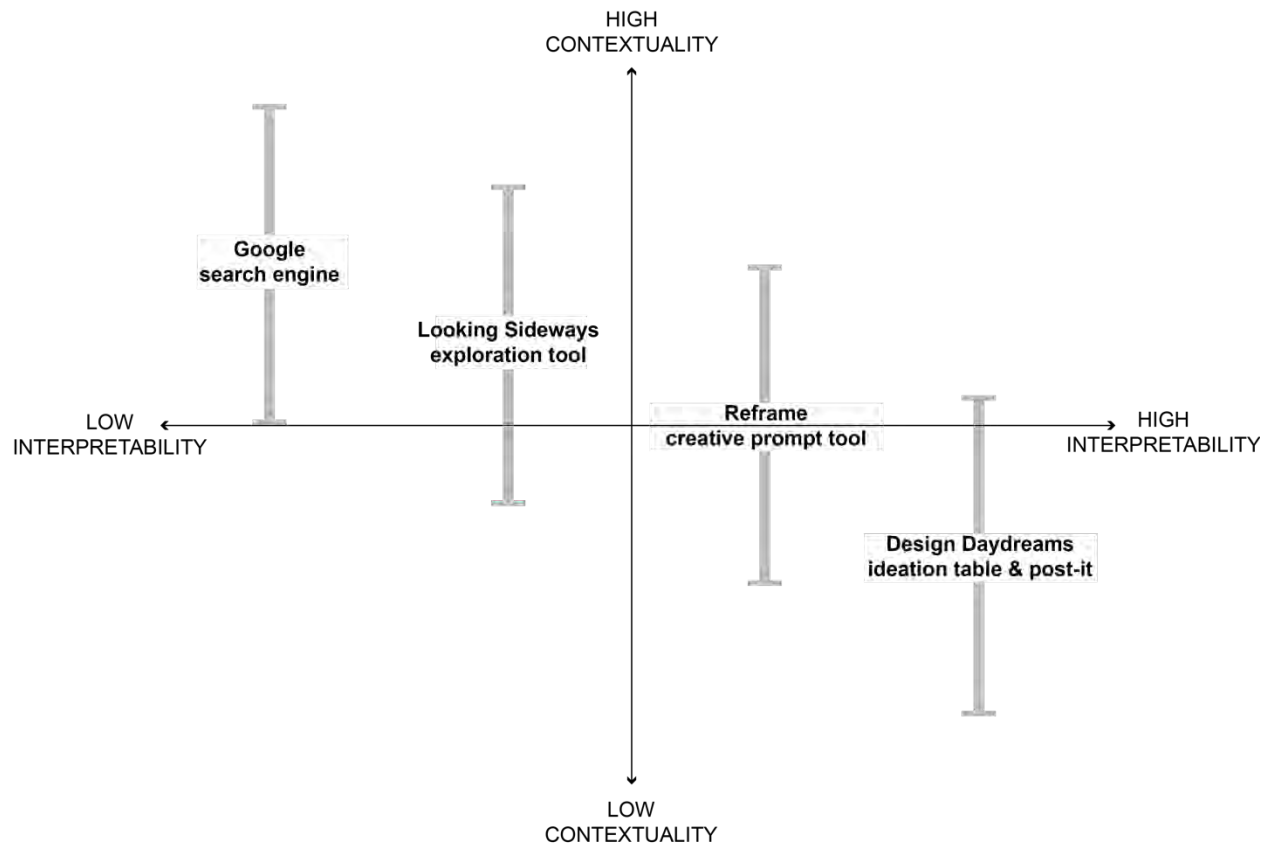 HIGH
CONTEXTUALITY
Google
search engine
Looking Sideways
exploration tool
LOW
INTERPRETABILITY
Reframe
creative prompt tool
HIGH
INTERPRETABILITY
Design Daydreams
ideation table & post-it
LOW
CONTEXTUALITY